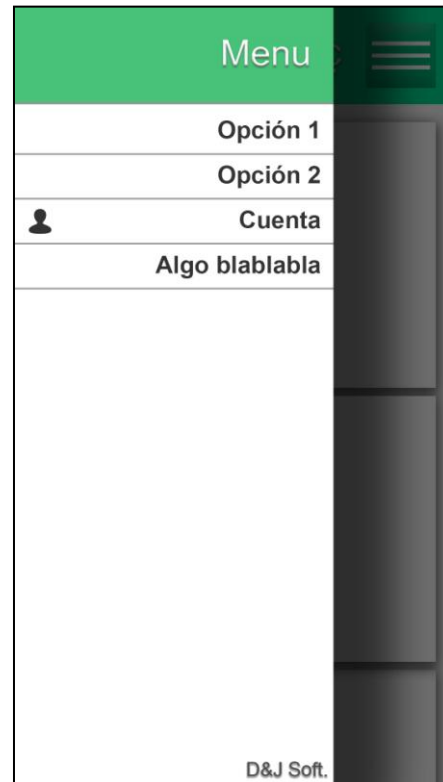 Menu
Opción 1
Opción 2
Cuenta
Algo blablabla
D&J Soft.